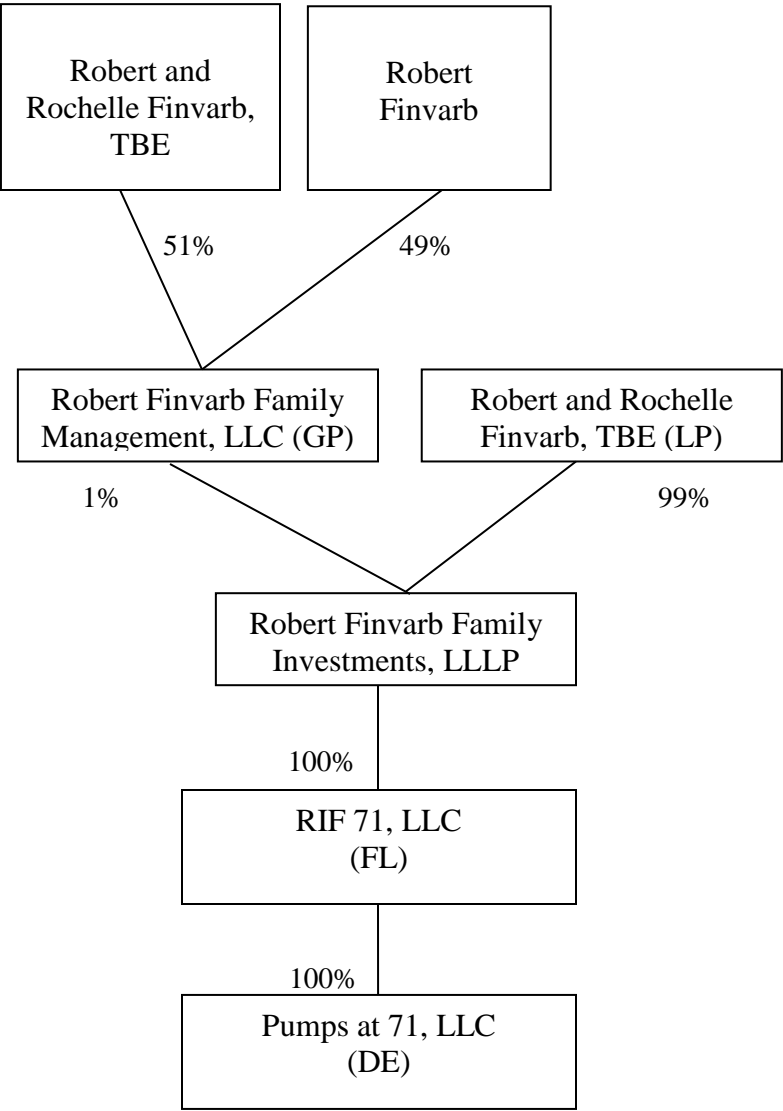 Robert and
Rochelle Finvarb,
TBE
Robert
Finvarb
51%
49%
Robert Finvarb Family
Management, LLC (GP)
Robert and Rochelle
Finvarb, TBE (LP)
1%
99%
Robert Finvarb Family
Investments, LLLP
100%
RIF 71, LLC
(FL)
100%
Pumps at 71, LLC
(DE)